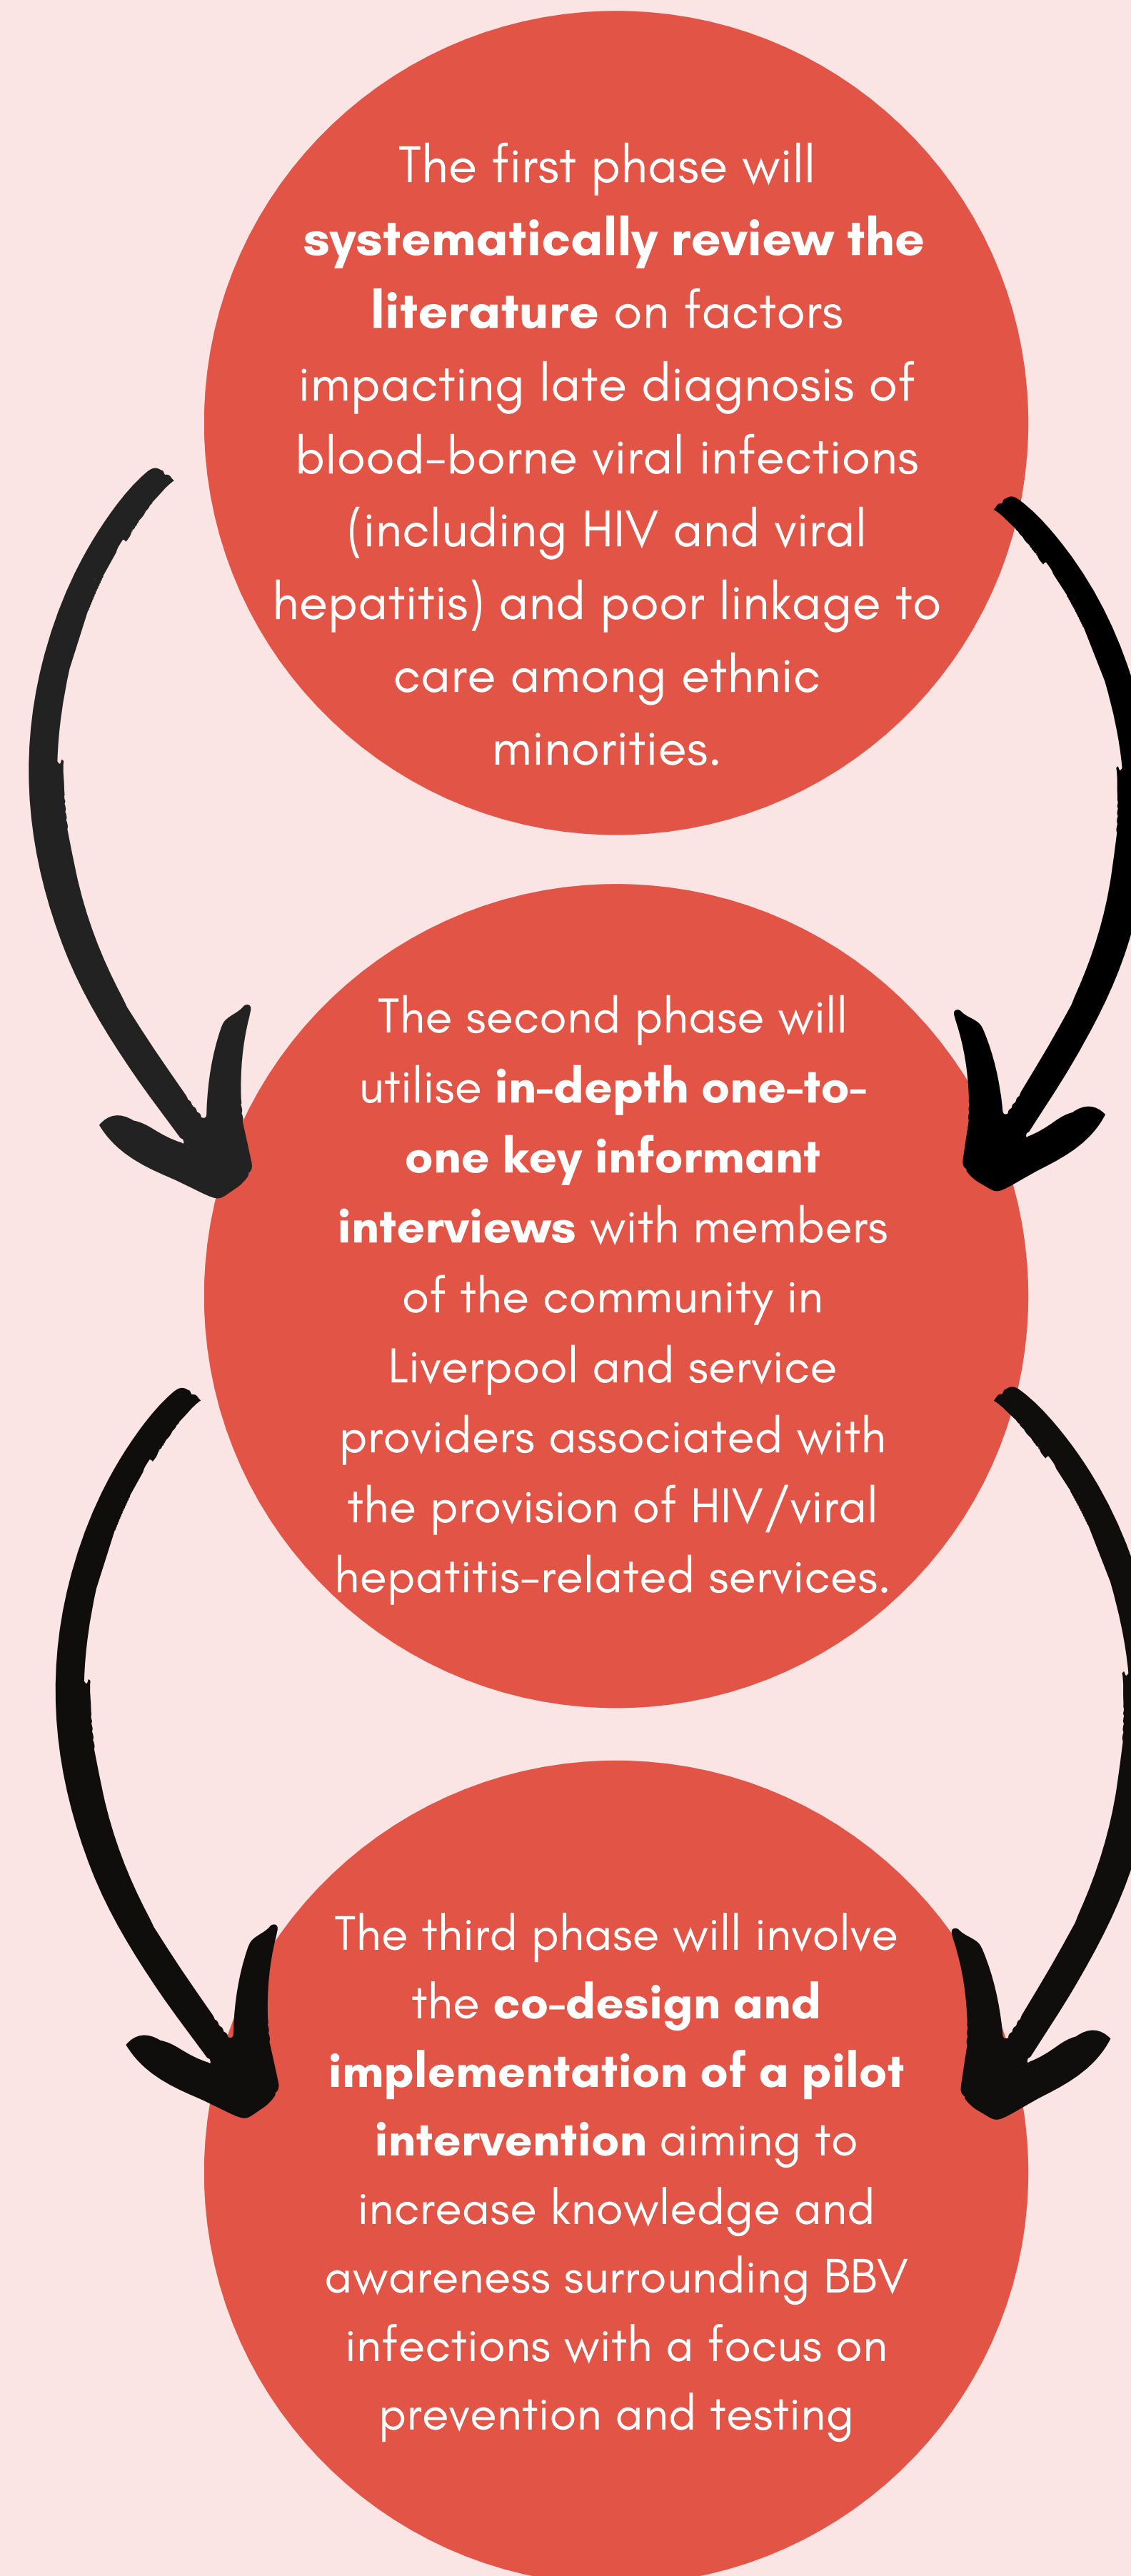 The first phase will
systematically review the
literature on factors
impacting late diagnosis of
blood-borne viral infections
(including HIV and viral
hepatitis) and poor linkage to
care among ethnic
minorities.
The second phase will
utilise in-depth one-to-
one key informant
interviews with members
of the community in
Liverpool and service
providers associated with
the provision of HIV/viral
hepatitis-related services.
The third phase will involve
the co-design and
implementation of a pilot
intervention aiming to
increase knowledge and
awareness surrounding BBV
infections with a focus on
prevention and testing